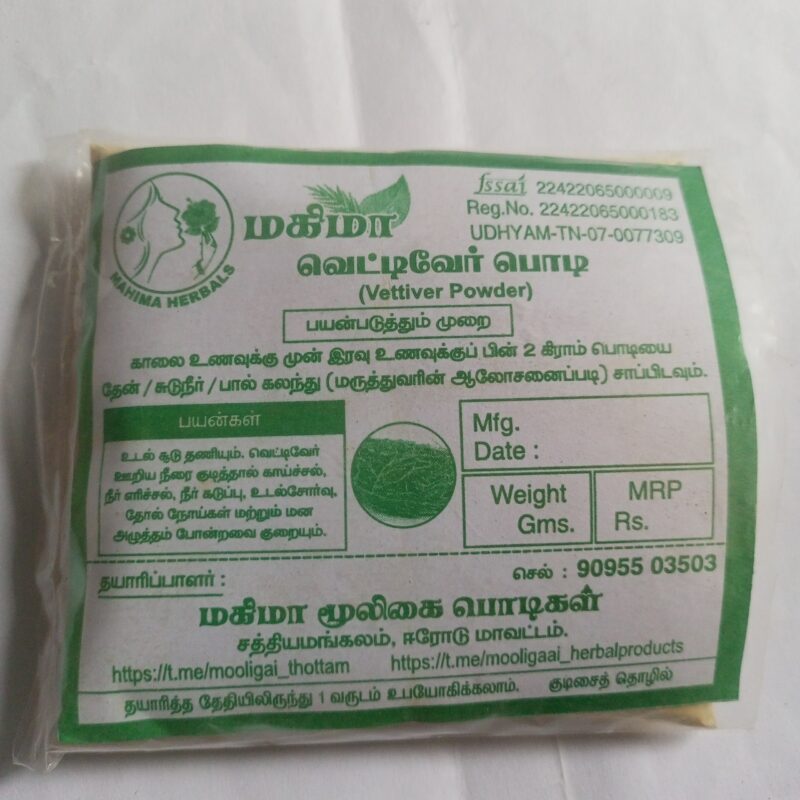 MAHIMA HERBALS
மகிமா
fssai 22422065000009
Reg.No. 22422065000183
UDHYAM-TN-07-0077309
வெட்டிவேர் பொடி
(Vettiver Powder)
பயன்படுத்தும் முறை
காலை உணவுக்கு முன் இரவு உணவுக்குப் பின் 2 கிராம் பொடியை
தேன் / சுடுநீர் / பால் கலந்து (மருத்துவரின் ஆலோசனைப்படி) சாப்பிடவும்.
பயன்கள்
உடல் சூடு தணியும். வெட்டிவேர்
ஊறிய நீரை குடித்தால் காய்ச்சல்,
நீர் எரிச்சல், நீர் கடுப்பு, உடல்சோர்வு,
தோல் நோய்கள் மற்றும் மன
அழுத்தம் போன்றவை குறையும்.
Mfg.
Date :
Weight
Gms.
MRP
Rs.
தயாரிப்பாளர் :
செல் : 90955 03503
மகிமா மூலிகை பொடிகள்
சத்தியமங்கலம், ஈரோடு மாவட்டம்.
https://t.me/mooligai_thottam https://t.me/mooligaai_herbalproducts
தயாரித்த தேதியிலிருந்து 1 வருடம் உபயோகிக்கலாம். குடிசைத் தொழில்